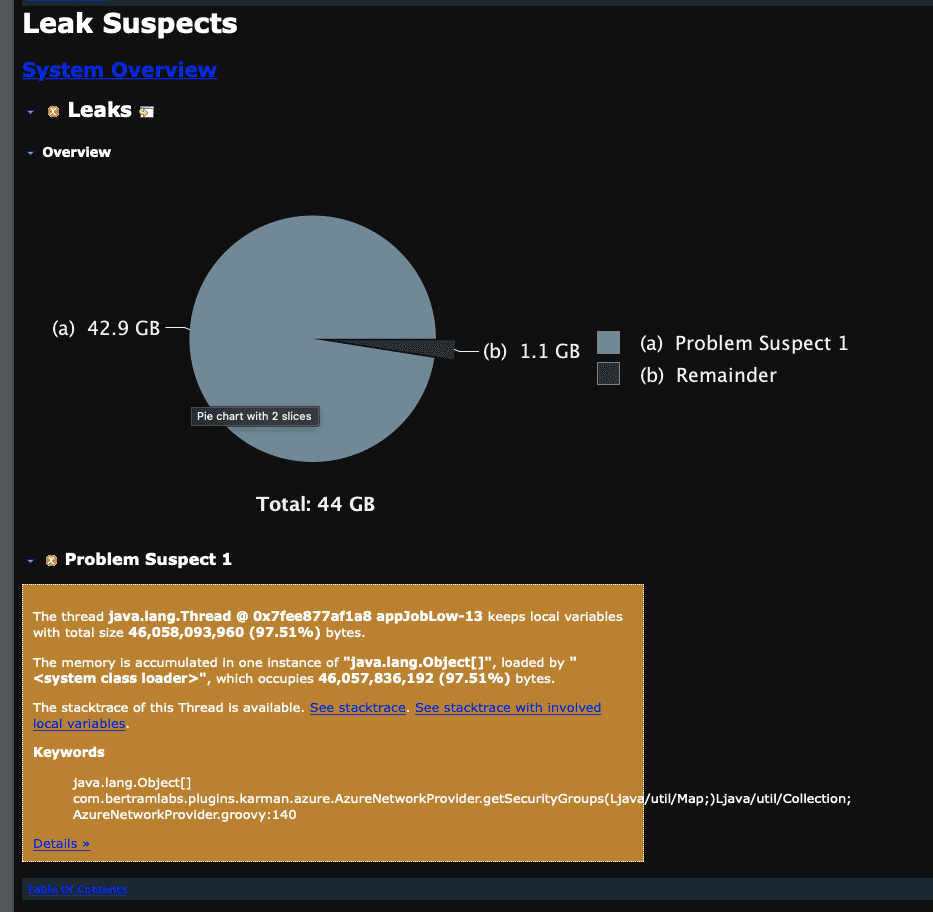 Leak Suspects
System Overview
Leaks
Overview
(a)  42.9 GB
(b)  1.1 GB
(a)  Problem Suspect 1
(b)  Remainder
Pie chart with 2 slices
Total: 44 GB
Problem Suspect 1
The thread java.lang.Thread @ 0x7fee877af1a8 appJobLow-13 keeps local variables
with total size 46,058,093,960 (97.51%) bytes.
The memory is accumulated in one instance of "java.lang.Object[]", loaded by "
<system class loader>", which occupies 46,057,836,192 (97.51%) bytes.
The stacktrace of this Thread is available. See stacktrace. See stacktrace with involved
local variables.
Keywords
java.lang.Object[]
com.bertramlabs.plugins.karman.azure.AzureNetworkProvider.getSecurityGroups(Ljava/util/Map;)Ljava/util/Collection;
AzureNetworkProvider.groovy:140
Details »
Table Of Contents